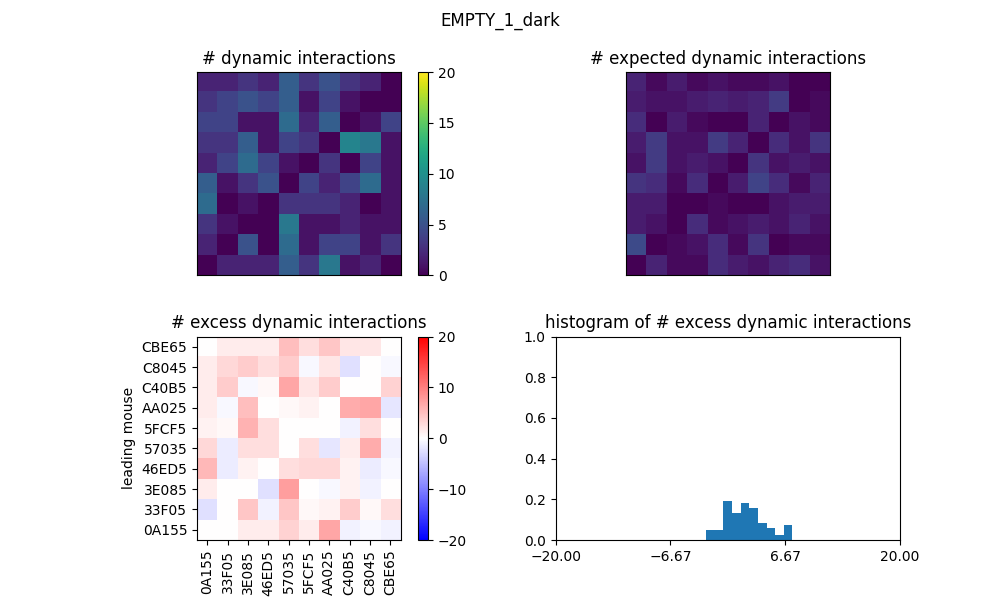 EMPTY_1_dark
# dynamic interactions
# expected dynamic interactions
20
15
10
5
0
# excess dynamic interactions
histogram of # excess dynamic interactions
leading mouse
CBE65
C8045
C40B5
AA025
5FCF5
57035
46ED5
3E085
33F05
0A155
0A155
33F05
3E085
46ED5
57035
5FCF5
AA025
C40B5
C8045
CBE65
20
10
0
−10
−20
1.0
0.8
0.6
0.4
0.2
0.0
−20.00
−6.67
6.67
20.00